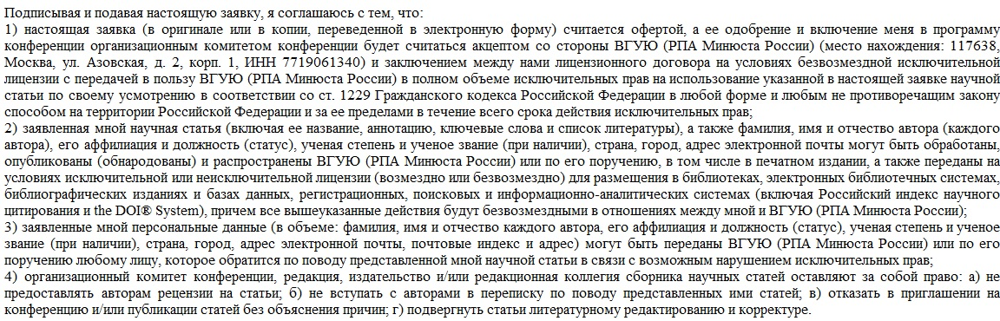 Подписывая и подавая настоящую заявку, я соглашаюсь с тем, что:
1) настоящая заявка (в оригинале или в копии, переведенной в электронную форму) считается офертой, а ее одобрение и включение меня в программу
конференции организационным комитетом конференции будет считаться акцептом со стороны ВГУЮ (РПА Минюста России) (место нахождения: 117638,
Москва, ул. Азовская, д. 2, корп. 1, ИНН 7719061340) и заключением между нами лицензионного договора на условиях безвозмездной исключительной
лицензии с передачей в пользу ВГУЮ (РПА Минюста России) в полном объеме исключительных прав на использование указанной в настоящей заявке научной
статьи по своему усмотрению в соответствии со ст. 1229 Гражданского кодекса Российской Федерации в любой форме и любым не противоречащим закону
способом на территории Российской Федерации и за ее пределами в течение всего срока действия исключительных прав;
2) заявленная мной научная статья (включая ее название, аннотацию, ключевые слова и список литературы), а также фамилия, имя и отчество автора (каждого
автора), его аффилиация и должность (статус), ученая степень и ученое звание (при наличии), страна, город, адрес электронной почты могут быть обработаны,
опубликованы (обнародованы) и распространены ВГУЮ (РПА Минюста России) или по его поручению, в том числе в печатном издании, а также переданы на
условиях исключительной или неисключительной лицензии (возмездно или безвозмездно) для размещения в библиотеках, электронных библиотечных системах,
библиографических изданиях и базах данных, регистрационных, поисковых и информационно-аналитических системах (включая Российский индекс научного
цитирования и the DOI® System), причем все вышеуказанные действия будут безвозмездными в отношениях между мной и ВГУЮ (РПА Минюста России);
3) заявленные мной персональные данные (в объеме: фамилия, имя и отчество каждого автора, его аффилиация и должность (статус), ученая степень и ученое
звание (при наличии), страна, город, адрес электронной почты, почтовые индекс и адрес) могут быть переданы ВГУЮ (РПА Минюста России) или по его
поручению любому лицу, которое обратится по поводу представленной мной научной статьи в связи с возможным нарушением исключительных прав;
4) организационный комитет конференции, редакция, издательство и/или редакционная коллегия сборника научных статей оставляют за собой право: а) не
предоставлять авторам рецензии на статьи; б) не вступать с авторами в переписку по поводу представленных ими статей; в) отказать в приглашении на
конференцию и/или публикации статей без объяснения причин; г) подвергнуть статьи литературному редактированию и корректуре.